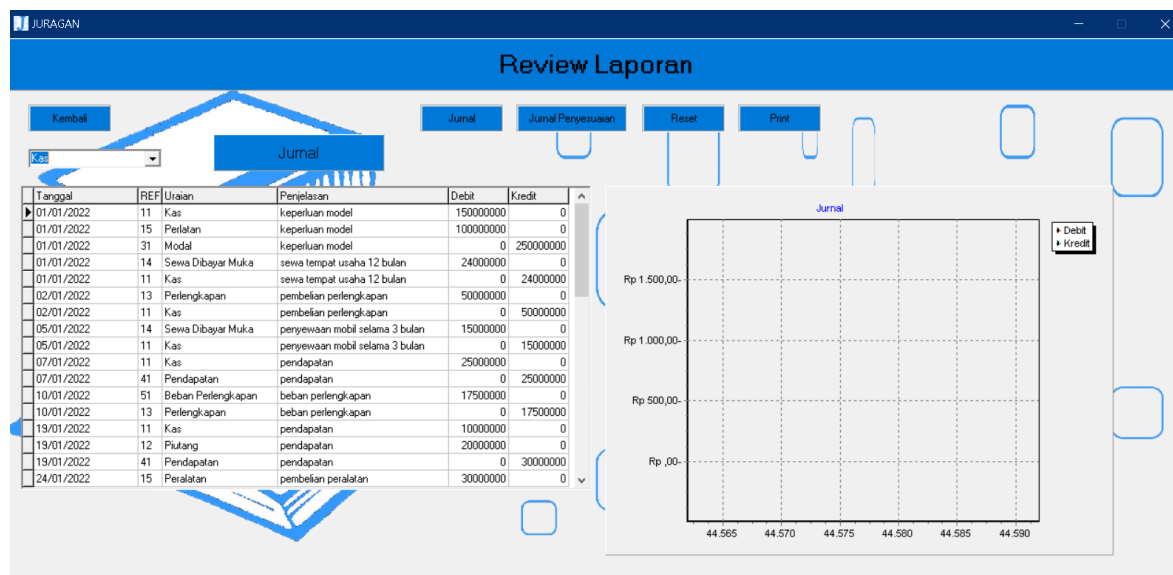 JURAGAN
Review Laporan
Kembali
Jurnal
Jurnal Penyesuaian
Reset
Print
Kas
Jurnal
Tanggal REF Uraian Penjelasan Debit Kredit
01/01/2022 11 Kas keperluan model 150000000 0
01/01/2022 15 Perlatan keperluan model 100000000 0
01/01/2022 31 Modal keperluan model 0 250000000
01/01/2022 14 Sewa Dibayar Muka sewa tempat usaha 12 bulan 24000000 0
01/01/2022 11 Kas sewa tempat usaha 12 bulan 0 24000000
02/01/2022 13 Perlengkapan pembelian perlengkapan 50000000 0
02/01/2022 11 Kas pembelian perlengkapan 0 50000000
05/01/2022 14 Sewa Dibayar Muka penyewaan mobil selama 3 bulan 15000000 0
05/01/2022 11 Kas penyewaan mobil selama 3 bulan 0 15000000
07/01/2022 11 Kas pendapatan 25000000 0
07/01/2022 41 Pendapatan pendapatan 0 25000000
10/01/2022 51 Beban Perlengkapan beban perlengkapan 17500000 0
10/01/2022 13 Perlengkapan beban perlengkapan 0 17500000
19/01/2022 11 Kas pendapatan 10000000 0
19/01/2022 12 Piutang pendapatan 20000000 0
19/01/2022 41 Pendapatan pendapatan 0 30000000
24/01/2022 15 Peralatan pembelian peralatan 30000000 0
Jurnal
Debit
Kredit
Rp 1.500,00
Rp 1.000,00
Rp 500,00
Rp ,00
44.565 44.570 44.575 44.580 44.585 44.590